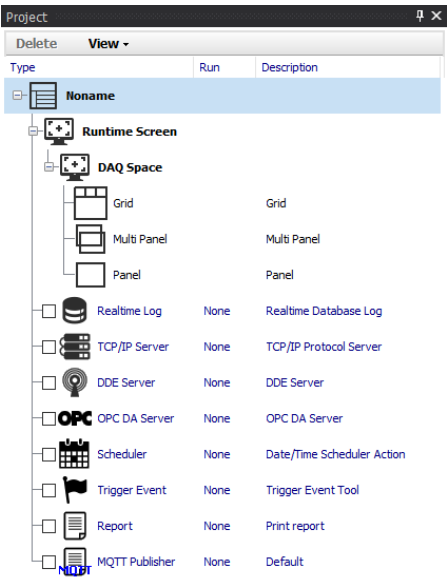 Project
Delete View
Type Run Description
Noname
Runtime Screen
DAQ Space
Grid Grid
Multi Panel Multi Panel
Panel Panel
Realtime Log None Realtime Database Log
TCP/IP Server None TCP/IP Protocol Server
DDE Server None DDE Server
OPC OPC DA Server None OPC DA Server
Scheduler None Date/Time Scheduler Action
Trigger Event None Trigger Event Tool
Report None Print report
MQTT MQTT Publisher None Default